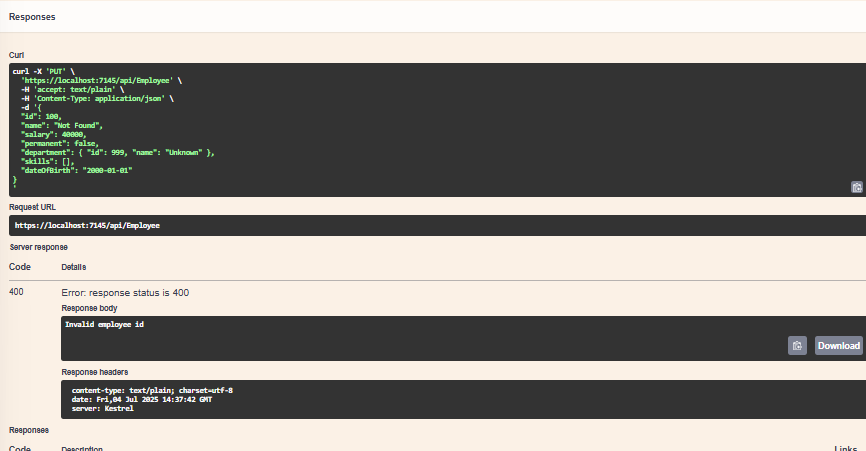 Responses
Curl
curl -X 'PUT' \
'https://localhost:7145/api/Employee' \
-H 'accept: text/plain' \
-H 'Content-Type: application/json' \
-d '{
"id": 100,
"name": "Not Found",
"salary": 40000,
"permanent": false,
"department": { "id": 999, "name": "Unknown" },
"skills": [],
"dateOfBirth": "2000-01-01"
}
'
Request URL
https://localhost:7145/api/Employee
Server response
Code Details
400 Error: response status is 400
Response body
Invalid employee id
Download
Response headers
content-type: text/plain; charset=utf-8
date: Fri,04 Jul 2025 14:37:42 GMT
server: Kestrel
Responses
Code Description Links